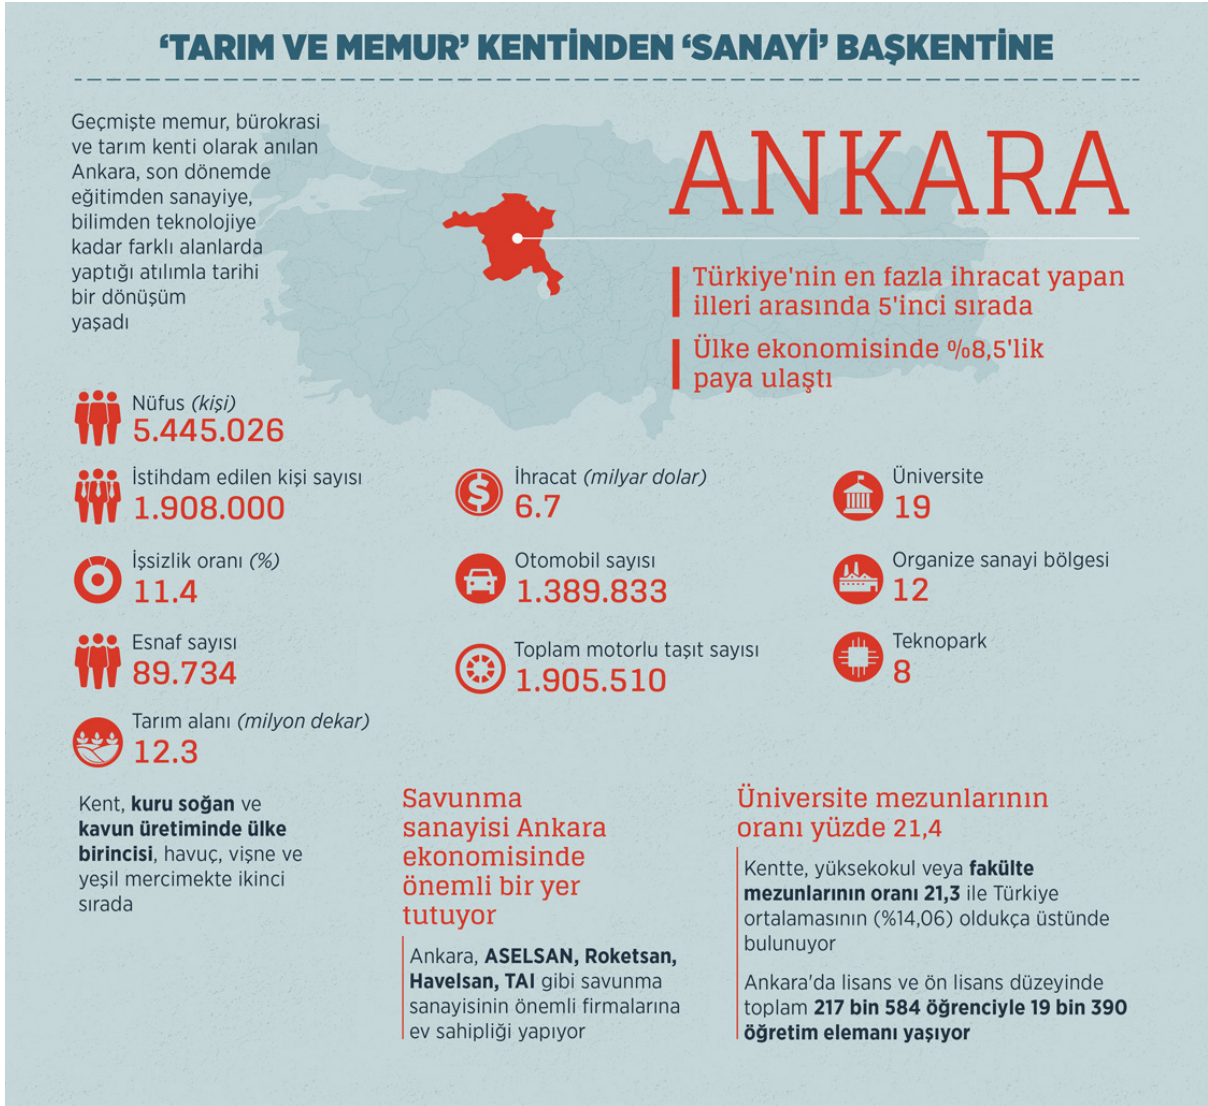 ‘TARIM VE MEMUR’ KENTİNDEN ‘SANAYİ’ BAŞKENTİNE
Geçmişte memur, bürokrasi
ve tarım kenti olarak anılan
Ankara, son dönemde
eğitimden sanayiye,
bilimden teknolojiye
kadar farklı alanlarda
yaptığı atılımla tarihi
bir dönüşüm
yaşadı
ANKARA
Türkiye'nin en fazla ihracat yapan
illeri arasında 5'inci sırada
Ülke ekonomisinde %8,5'lik
paya ulaştı
Nüfus (kişi)
5.445.026
İstihdam edilen kişi sayısı
1.908.000
İşsizlik oranı (%)
11.4
Esnaf sayısı
89.734
Tarım alanı (milyon dekar)
12.3
Kent, kuru soğan ve
kavun üretiminde ülke
birincisi, havuç, vişne ve
yeşil mercimekte ikinci
sırada
İhracat (milyar dolar)
6.7
Otomobil sayısı
1.389.833
Toplam motorlu taşıt sayısı
1.905.510
Üniversite
19
Organize sanayi bölgesi
12
Teknopark
8
Savunma
sanayisi Ankara
ekonomisinde
önemli bir yer
tutuyor
Ankara, ASELSAN, Roketsan,
Havelsan, TAI gibi savunma
sanayisinin önemli firmalarına
ev sahipliği yapıyor
Üniversite mezunlarının
oranı yüzde 21,4
Kentte, yüksekokul veya fakülte
mezunlarının oranı 21,3 ile Türkiye
ortalamasının (%14,06) oldukça üstünde
bulunuyor
Ankara'da lisans ve ön lisans düzeyinde
toplam 217 bin 584 öğrenciyle 19 bin 390
öğretim elemanı yaşıyor